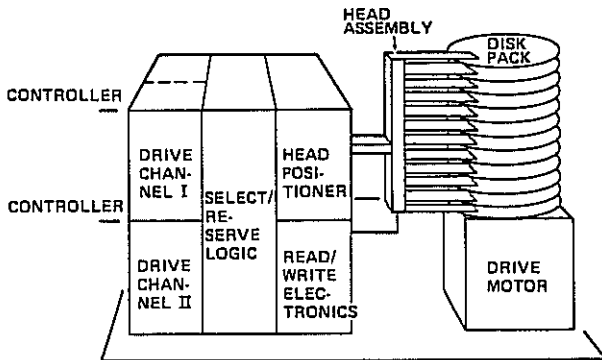 HEAD
ASSEMBLY
DISK
PACK
CONTROLLER
CONTROLLER
DRIVE
CHAN-
NEL I
SELECT/
RE-
SERVE
LOGIC
HEAD
POSI-
TIONER
DRIVE
CHAN-
NEL II
READ/
WRITE
ELEC-
TRONICS
DRIVE
MOTOR